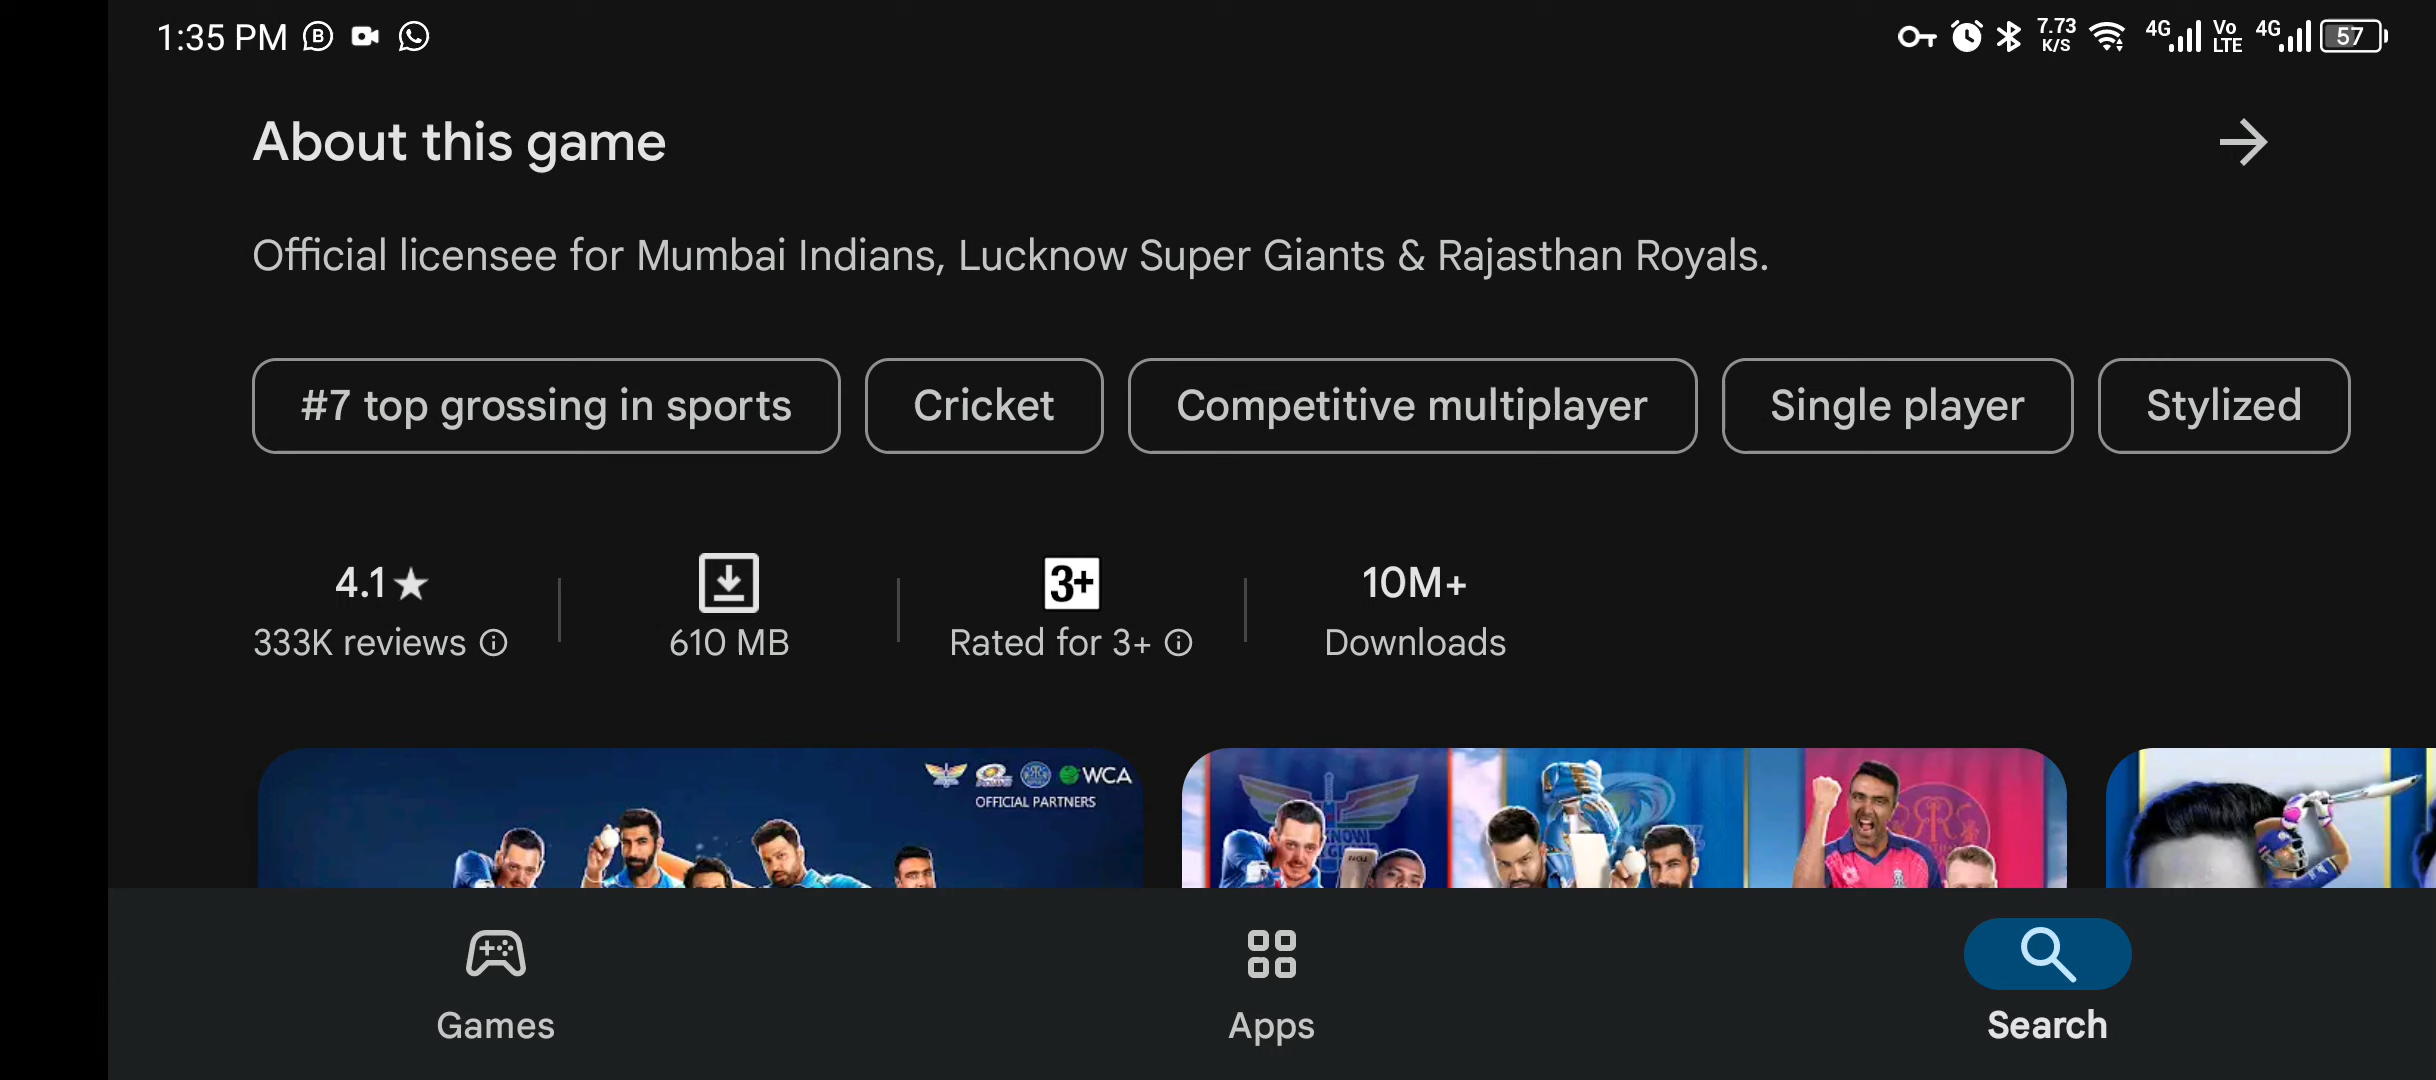 1:35 PM
7.73 K/S 4G Vo LTE 4G 57
About this game
Official licensee for Mumbai Indians, Lucknow Super Giants & Rajasthan Royals.
#7 top grossing in sports Cricket Competitive multiplayer Single player Stylized
4.1★ 3+ 10M+
333K reviews 610 MB Rated for 3+ Downloads
WCA
OFFICIAL PARTNERS
Games Apps Search